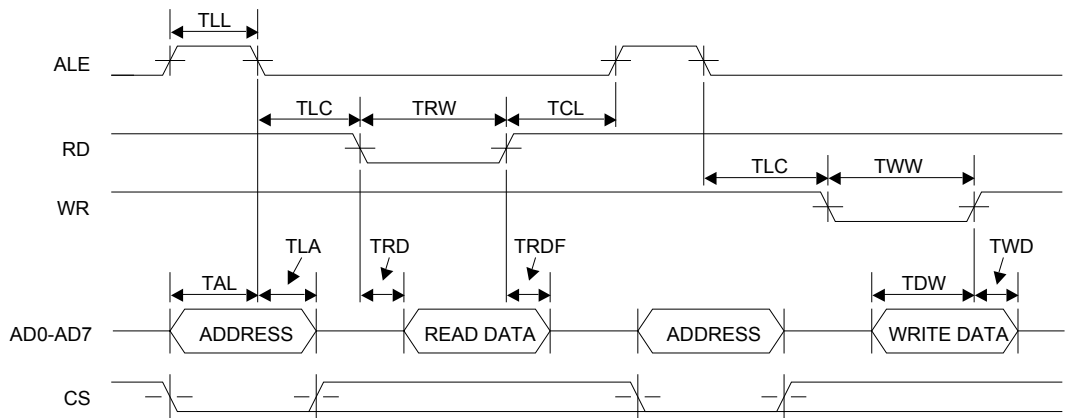 TLL
ALE
TLC TRW TCL
RD
TLC TWW
WR
TLA TRD TRDF TWD
TAL TDW
AD0-AD7 ADDRESS READ DATA ADDRESS WRITE DATA
CS